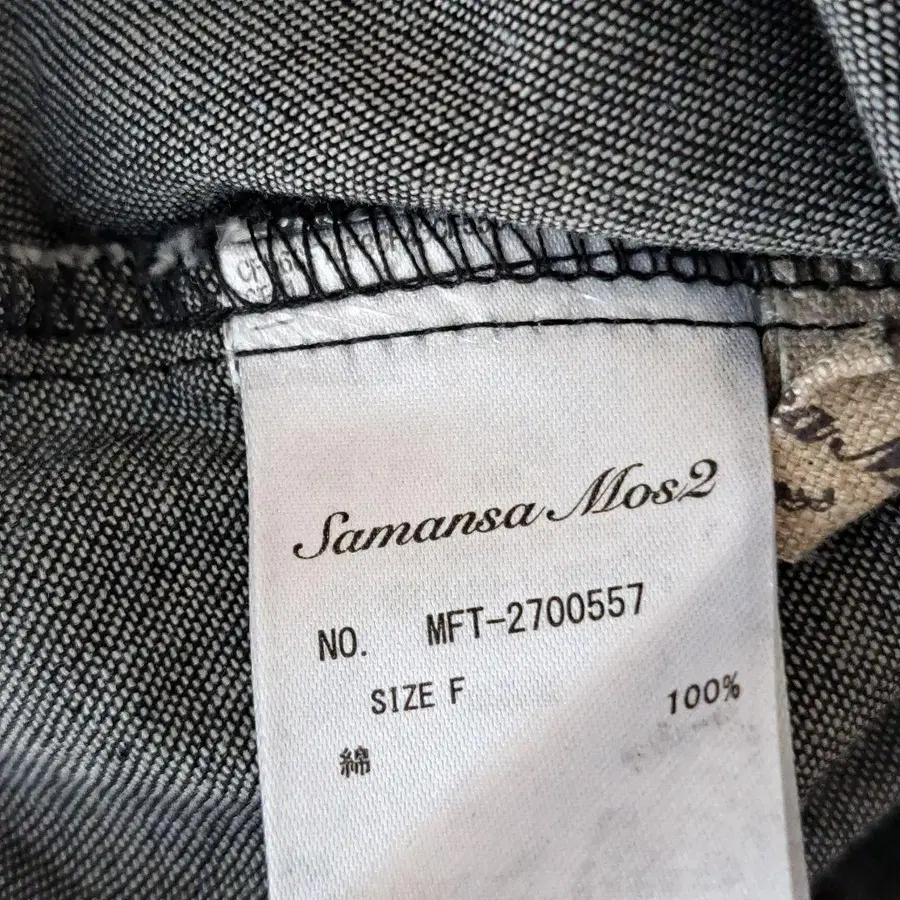 Samansa Mos2
NO. MFT-2700557
SIZE F
綿 100%